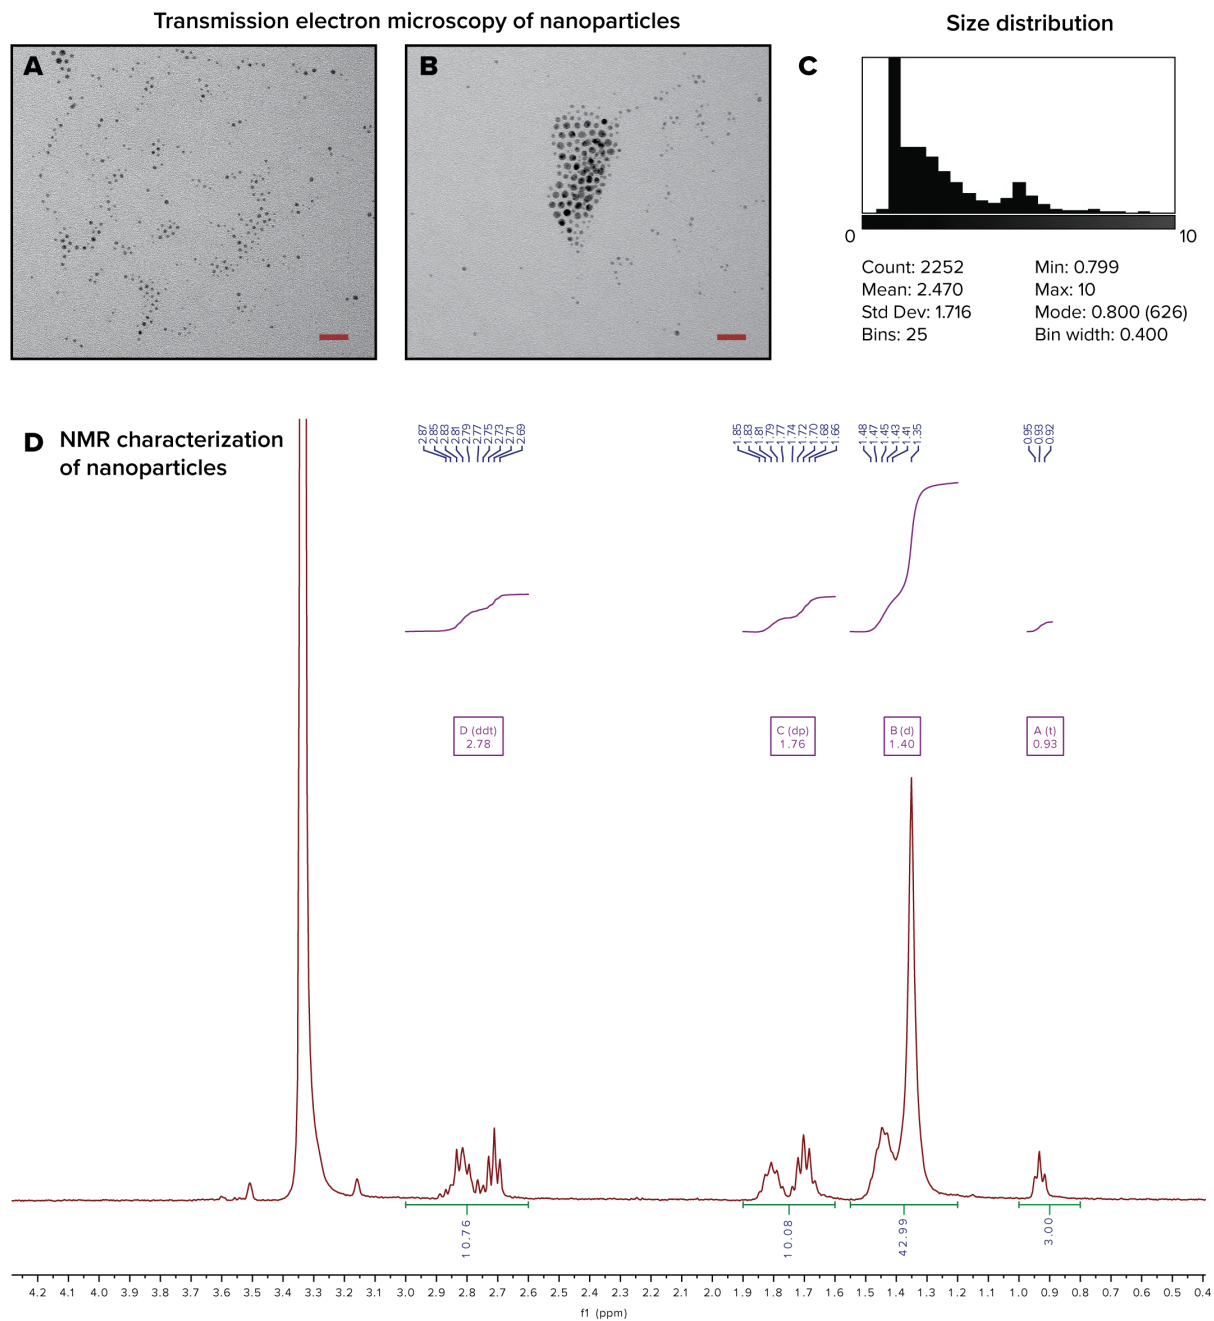 Transmission electron microscopy of nanoparticles
Size distribution
A
B
C
0
10
Count: 2252
Min: 0.799
Mean: 2.470
Max: 10
Std Dev: 1.716
Mode: 0.800 (626)
Bins: 25
Bin width: 0.400
D NMR characterization
of nanoparticles
2.87
2.85
2.83
2.81
2.79
2.77
2.75
2.73
2.71
2.69
1.85
1.83
1.81
1.79
1.77
1.74
1.72
1.70
1.68
1.66
1.48
1.47
1.45
1.43
1.41
1.35
0.95
0.93
0.92
D (ddt)
2.78
C (dp)
1.76
B (d)
1.40
A (t)
0.93
10.76
10.08
42.99
3.00
4.2 4.1 4.0 3.9 3.8 3.7 3.6 3.5 3.4 3.3 3.2 3.1 3.0 2.9 2.8 2.7 2.6 2.5 2.4 2.3 2.2 2.1 2.0 1.9 1.8 1.7 1.6 1.5 1.4 1.3 1.2 1.1 1.0 0.9 0.8 0.7 0.6 0.5 0.4
f1 (ppm)